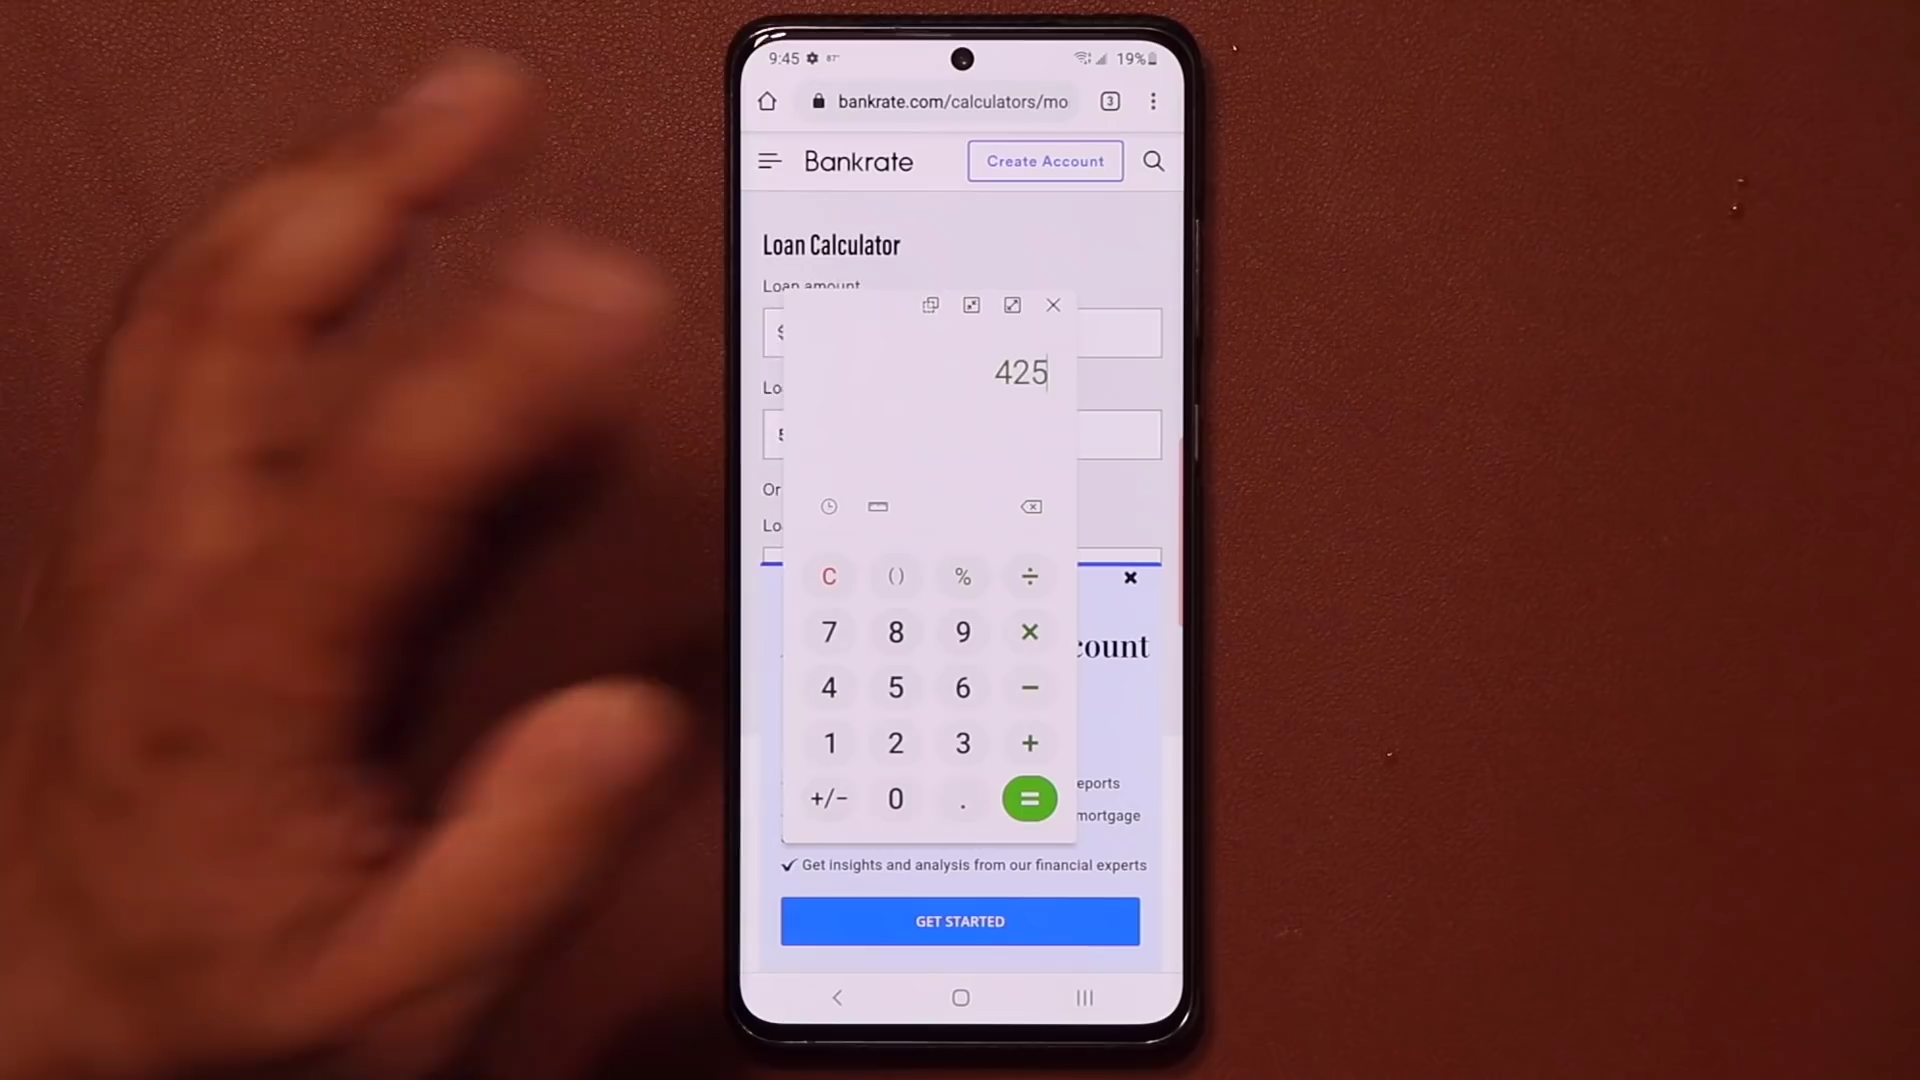 9:45 87°
19%
bankrate.com/calculators/mo
3
Bankrate
Create Account
Loan Calculator
Loan amount
$
425
Lo
5
Or
Lo
C () % ÷
7 8 9 ×
count
4 5 6 −
1 2 3 +
eports
+/− 0 . =
mortgage
Get insights and analysis from our financial experts
GET STARTED